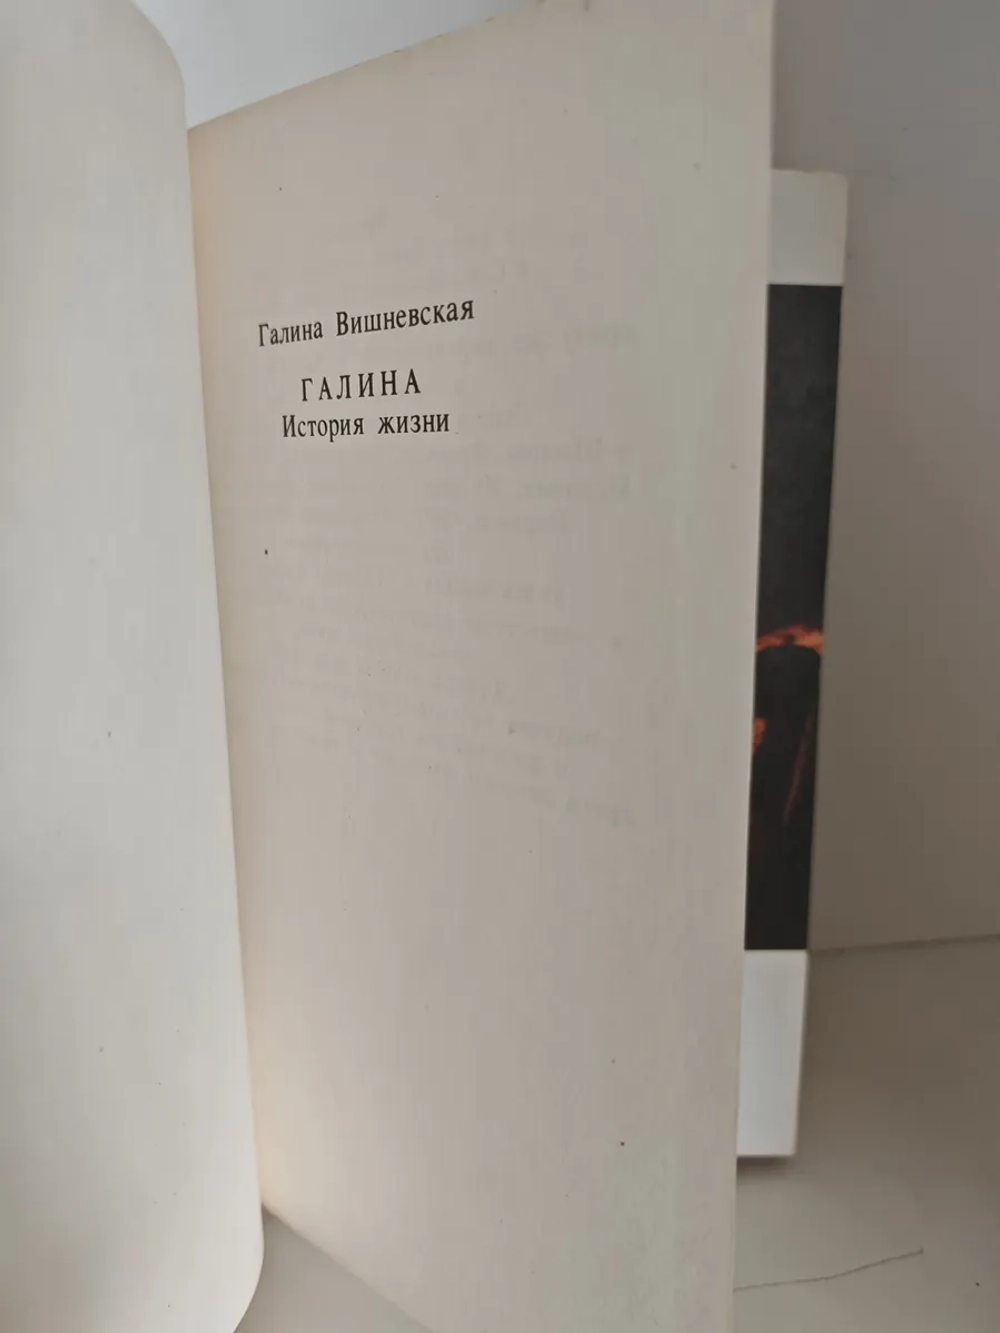 Галина Вишневская
ГАЛИНА
История жизни